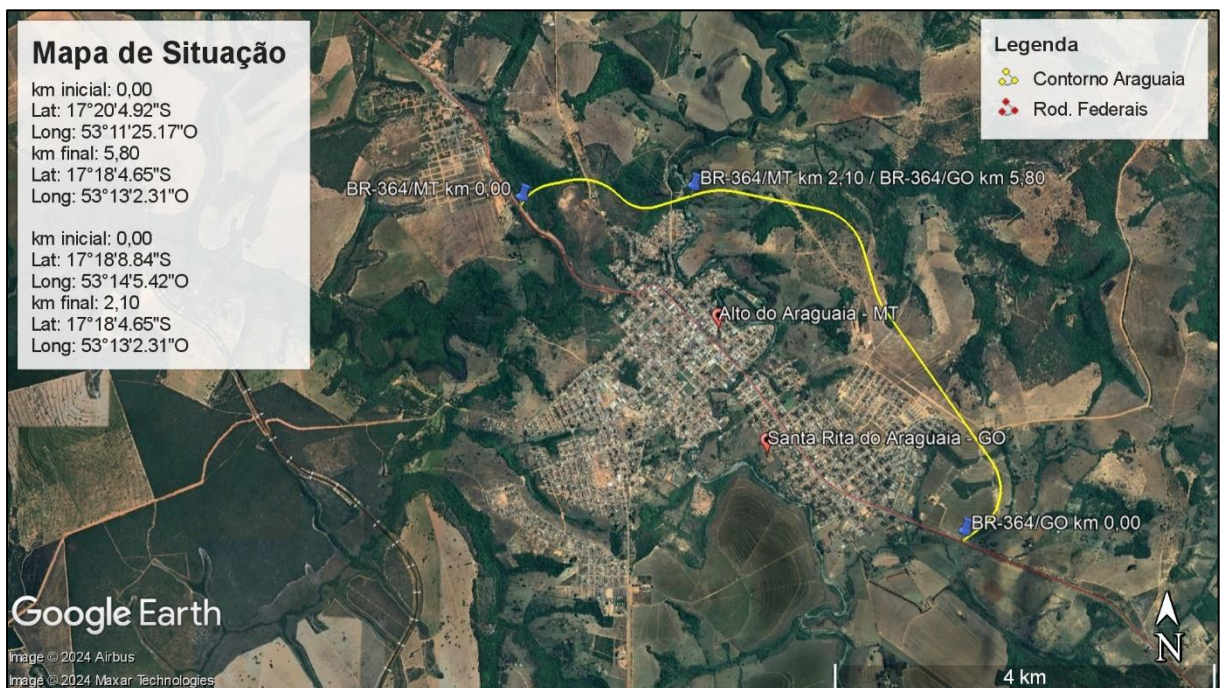 Mapa de Situação
km inicial: 0,00
Lat: 17°20'4.92"S
Long: 53°11'25.17"O
km final: 5,80
Lat: 17°18'4.65"S
Long: 53°13'2.31"O
km inicial: 0,00
Lat: 17°18'8.84"S
Long: 53°14'5.42"O
km final: 2,10
Lat: 17°18'4.65"S
Long: 53°13'2.31"O
Legenda
Contorno Araguaia
Rod. Federais
BR-364/MT km 0,00
BR-364/MT km 2,10 / BR-364/GO km 5,80
Alto do Araguaia - MT
Santa Rita do Araguaia - GO
BR-364/GO km 0,00
Google Earth
Image © 2024 Airbus
Image © 2024 Maxar Technologies
N
4 km